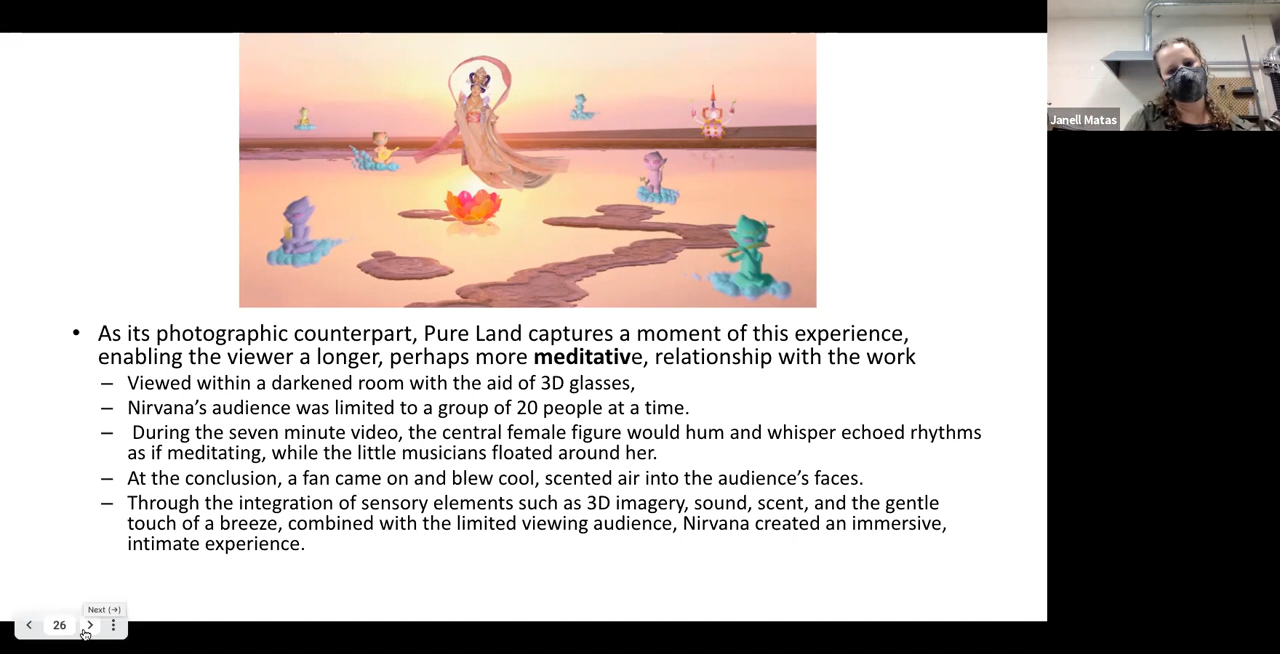 Janell Matas
• As its photographic counterpart, Pure Land captures a moment of this experience,
enabling the viewer a longer, perhaps more meditative, relationship with the work
– Viewed within a darkened room with the aid of 3D glasses,
– Nirvana’s audience was limited to a group of 20 people at a time.
– During the seven minute video, the central female figure would hum and whisper echoed rhythms
as if meditating, while the little musicians floated around her.
– At the conclusion, a fan came on and blew cool, scented air into the audience’s faces.
– Through the integration of sensory elements such as 3D imagery, sound, scent, and the gentle
touch of a breeze, combined with the limited viewing audience, Nirvana created an immersive,
intimate experience.
Next (→)
26